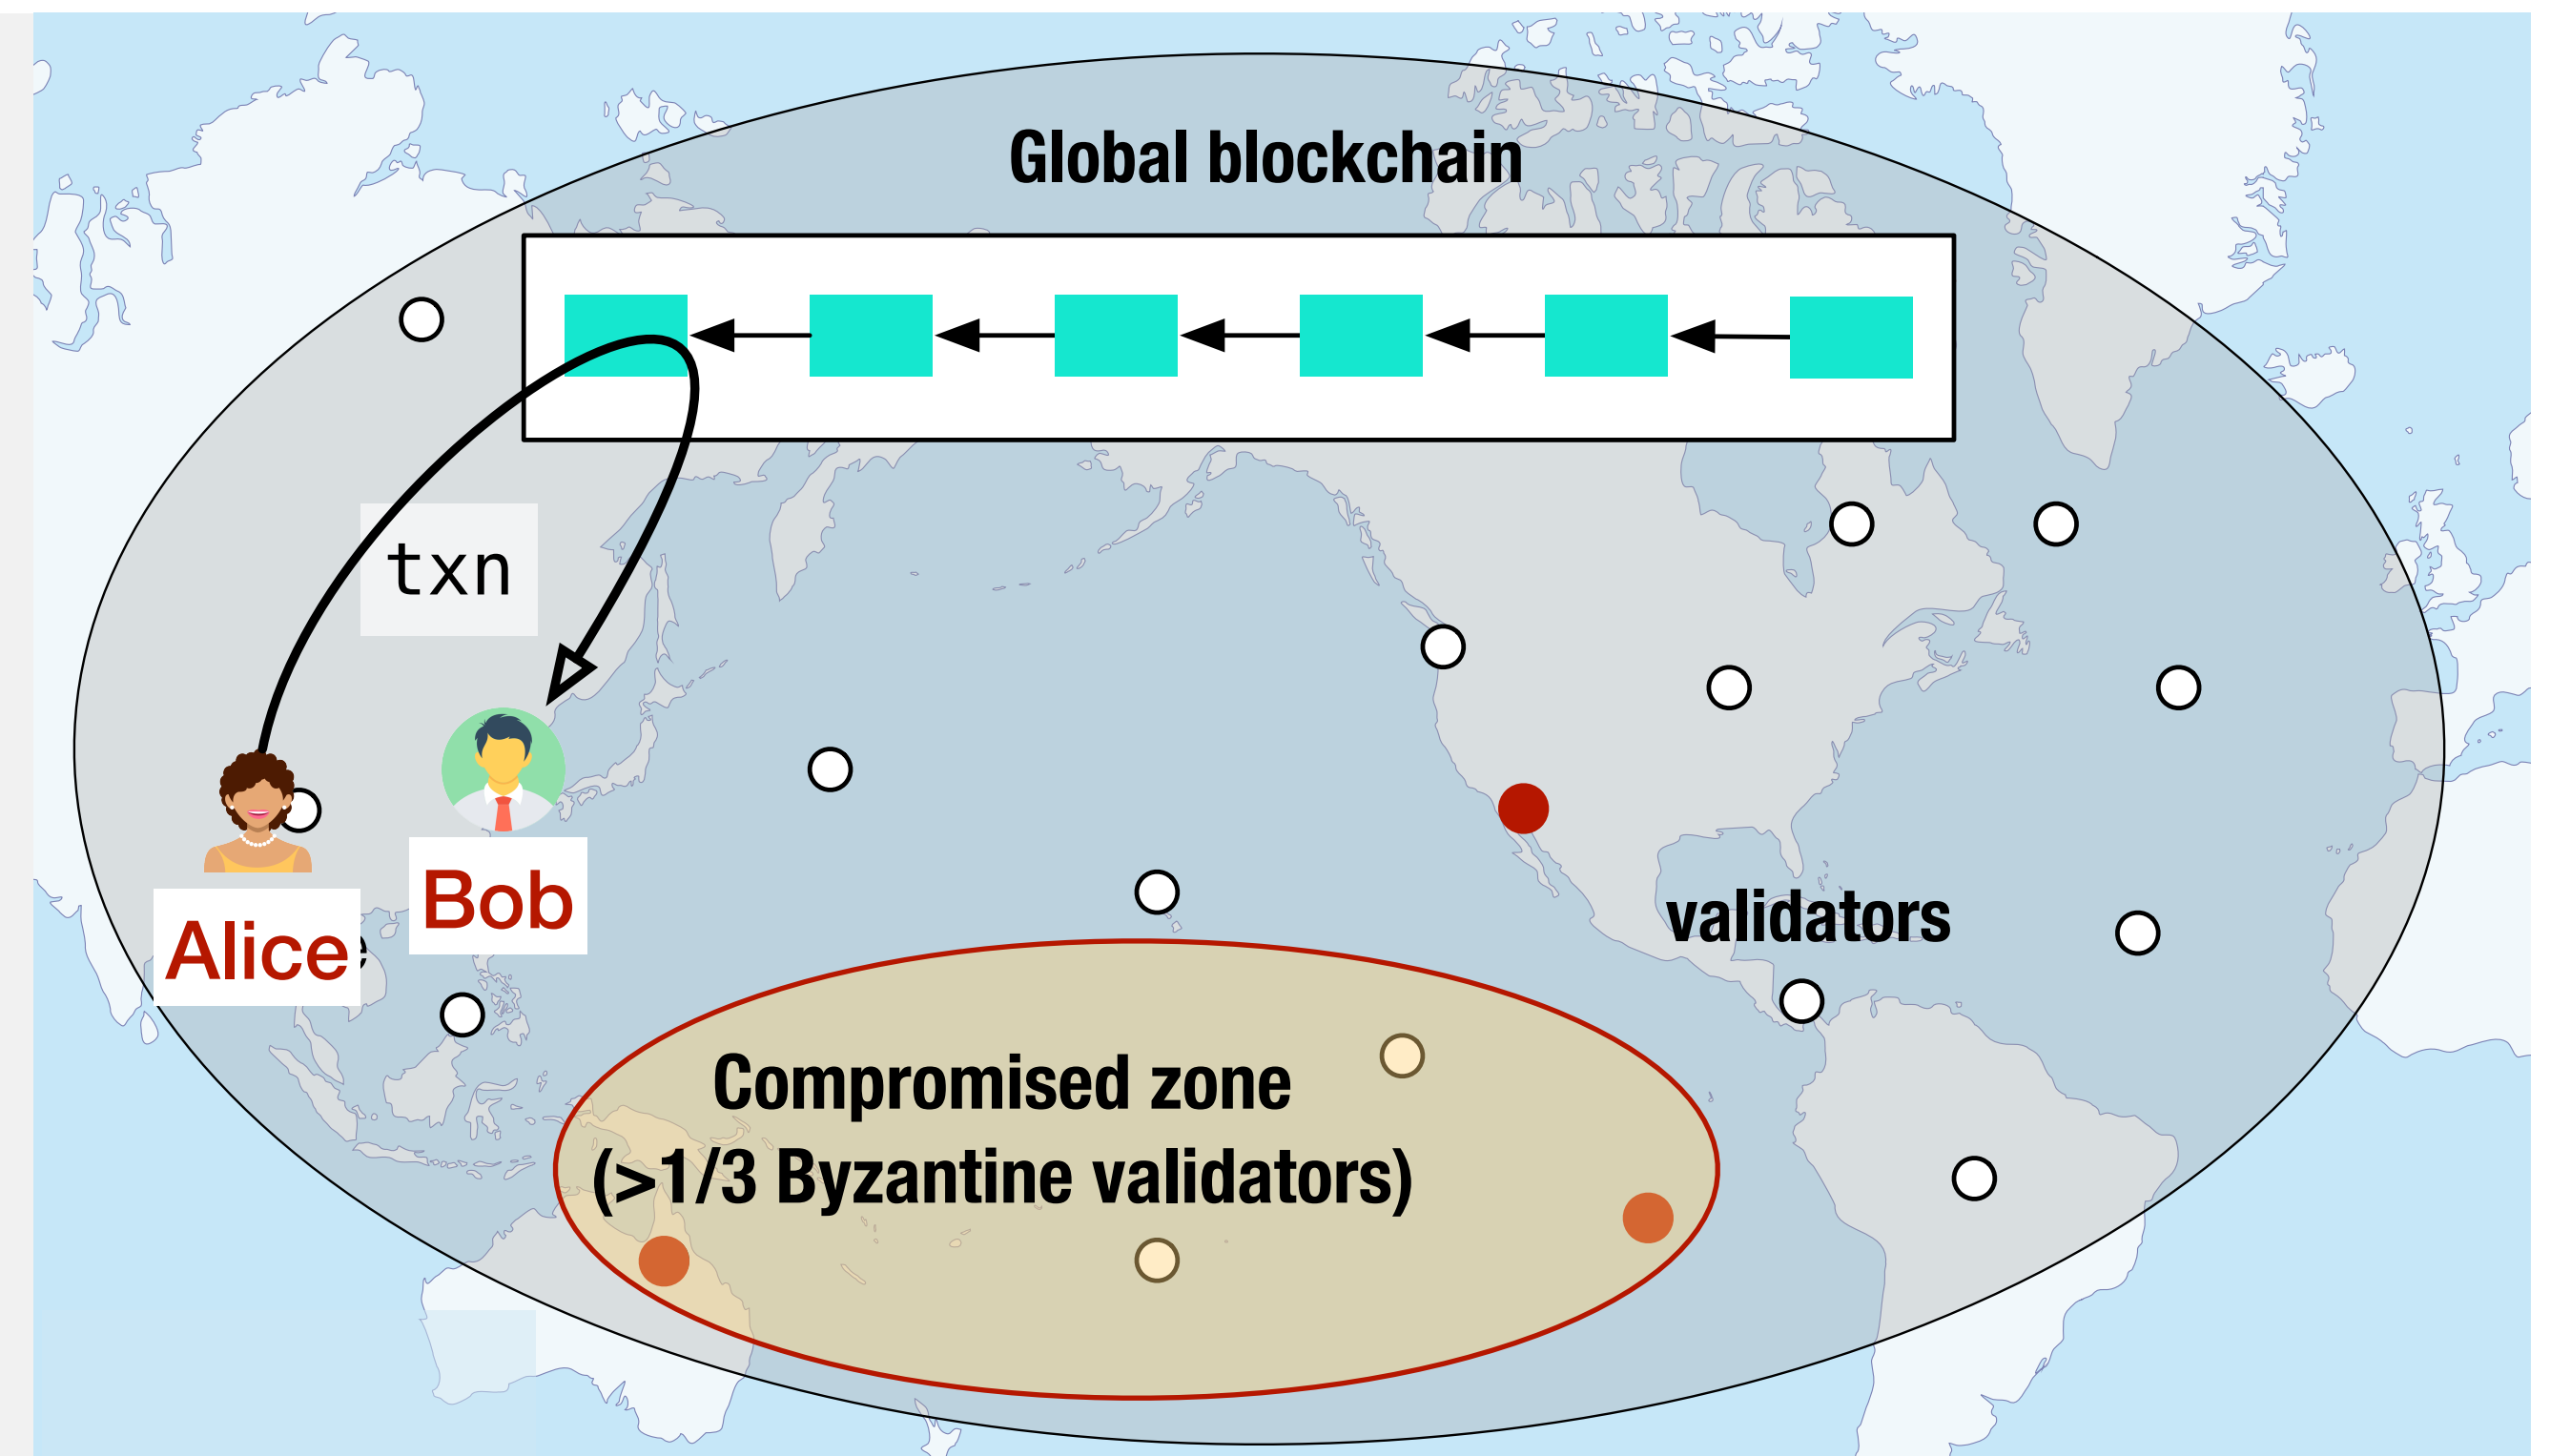 Global blockchain
txn
Bob
Alice
validators
Compromised zone
(>1/3 Byzantine validators)